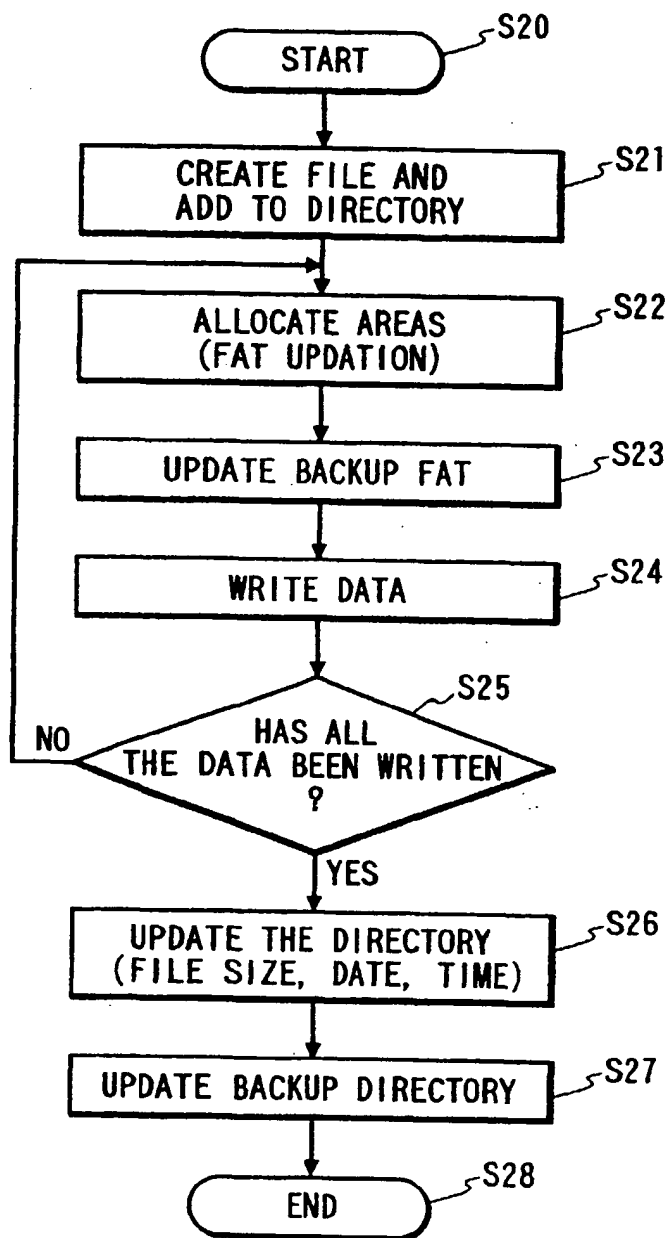 S20
START
S21
CREATE FILE AND
ADD TO DIRECTORY
S22
ALLOCATE AREAS
(FAT UPDATION)
S23
UPDATE BACKUP FAT
S24
WRITE DATA
S25
HAS ALL
THE DATA BEEN WRITTEN
?
NO
YES
S26
UPDATE THE DIRECTORY
(FILE SIZE, DATE, TIME)
S27
UPDATE BACKUP DIRECTORY
S28
END